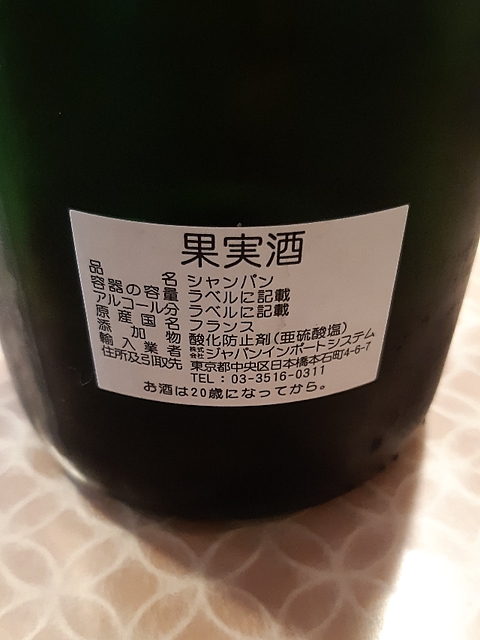 果実酒
品名 シャンパン
容器の容量 ラベルに記載
アルコール分 ラベルに記載
原産国名 フランス
添加物 酸化防止剤(亜硫酸塩)
輸入業者 株式会社ジャパンインポートシステム
住所及引取先 東京都中央区日本橋本石町4-6-7
TEL:03-3516-0311
お酒は20歳になってから。